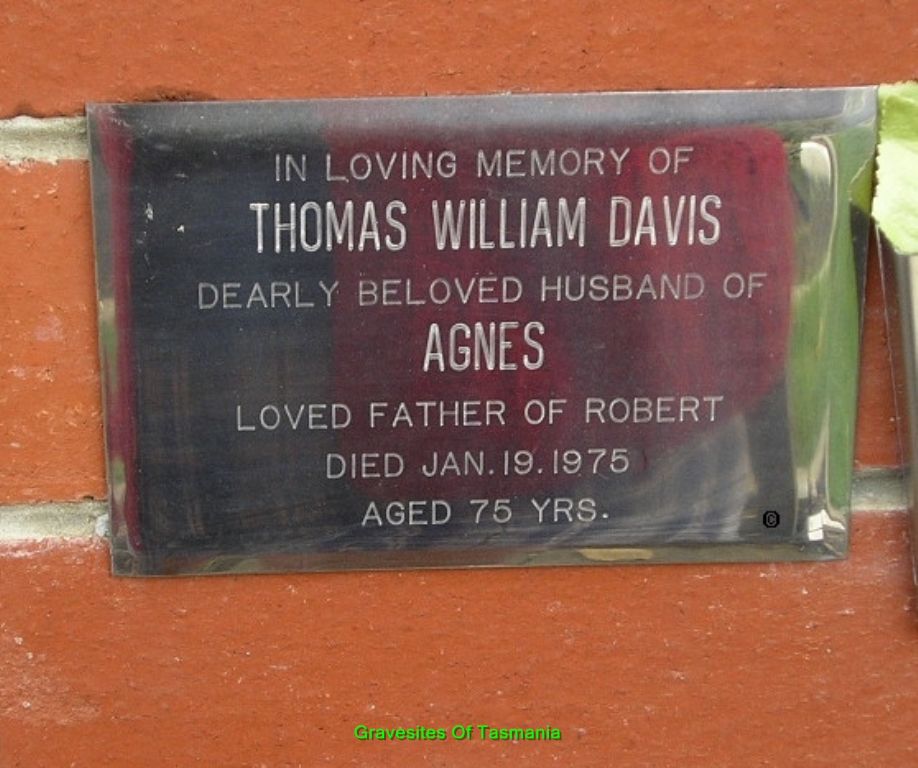 IN LOVING MEMORY OF
THOMAS WILLIAM DAVIS
DEARLY BELOVED HUSBAND OF
AGNES
LOVED FATHER OF ROBERT
DIED JAN.19.1975
AGED 75 YRS.
©
Gravesites Of Tasmania